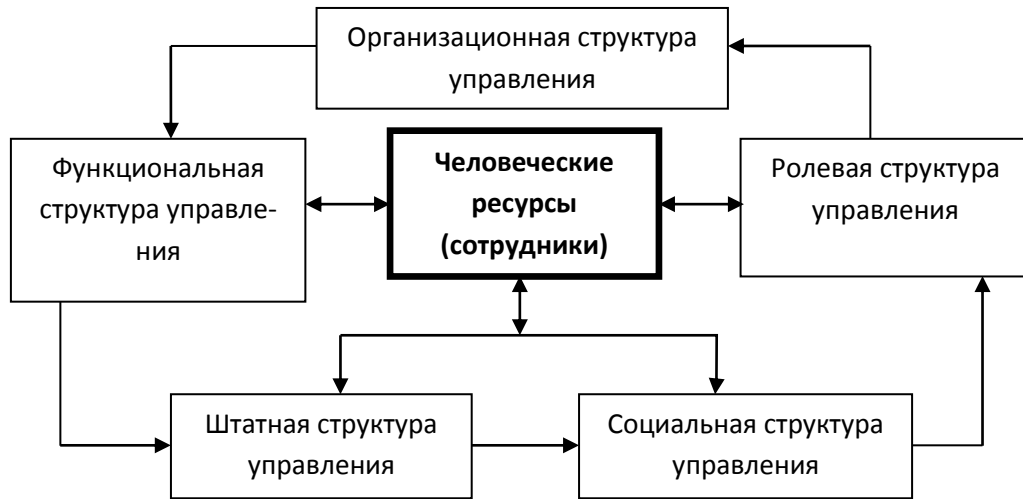 Организационная структура
управления
Функциональная
структура управле-
ния
Человеческие
ресурсы
(сотрудники)
Ролевая структура
управления
Штатная структура
управления
Социальная структура
управления